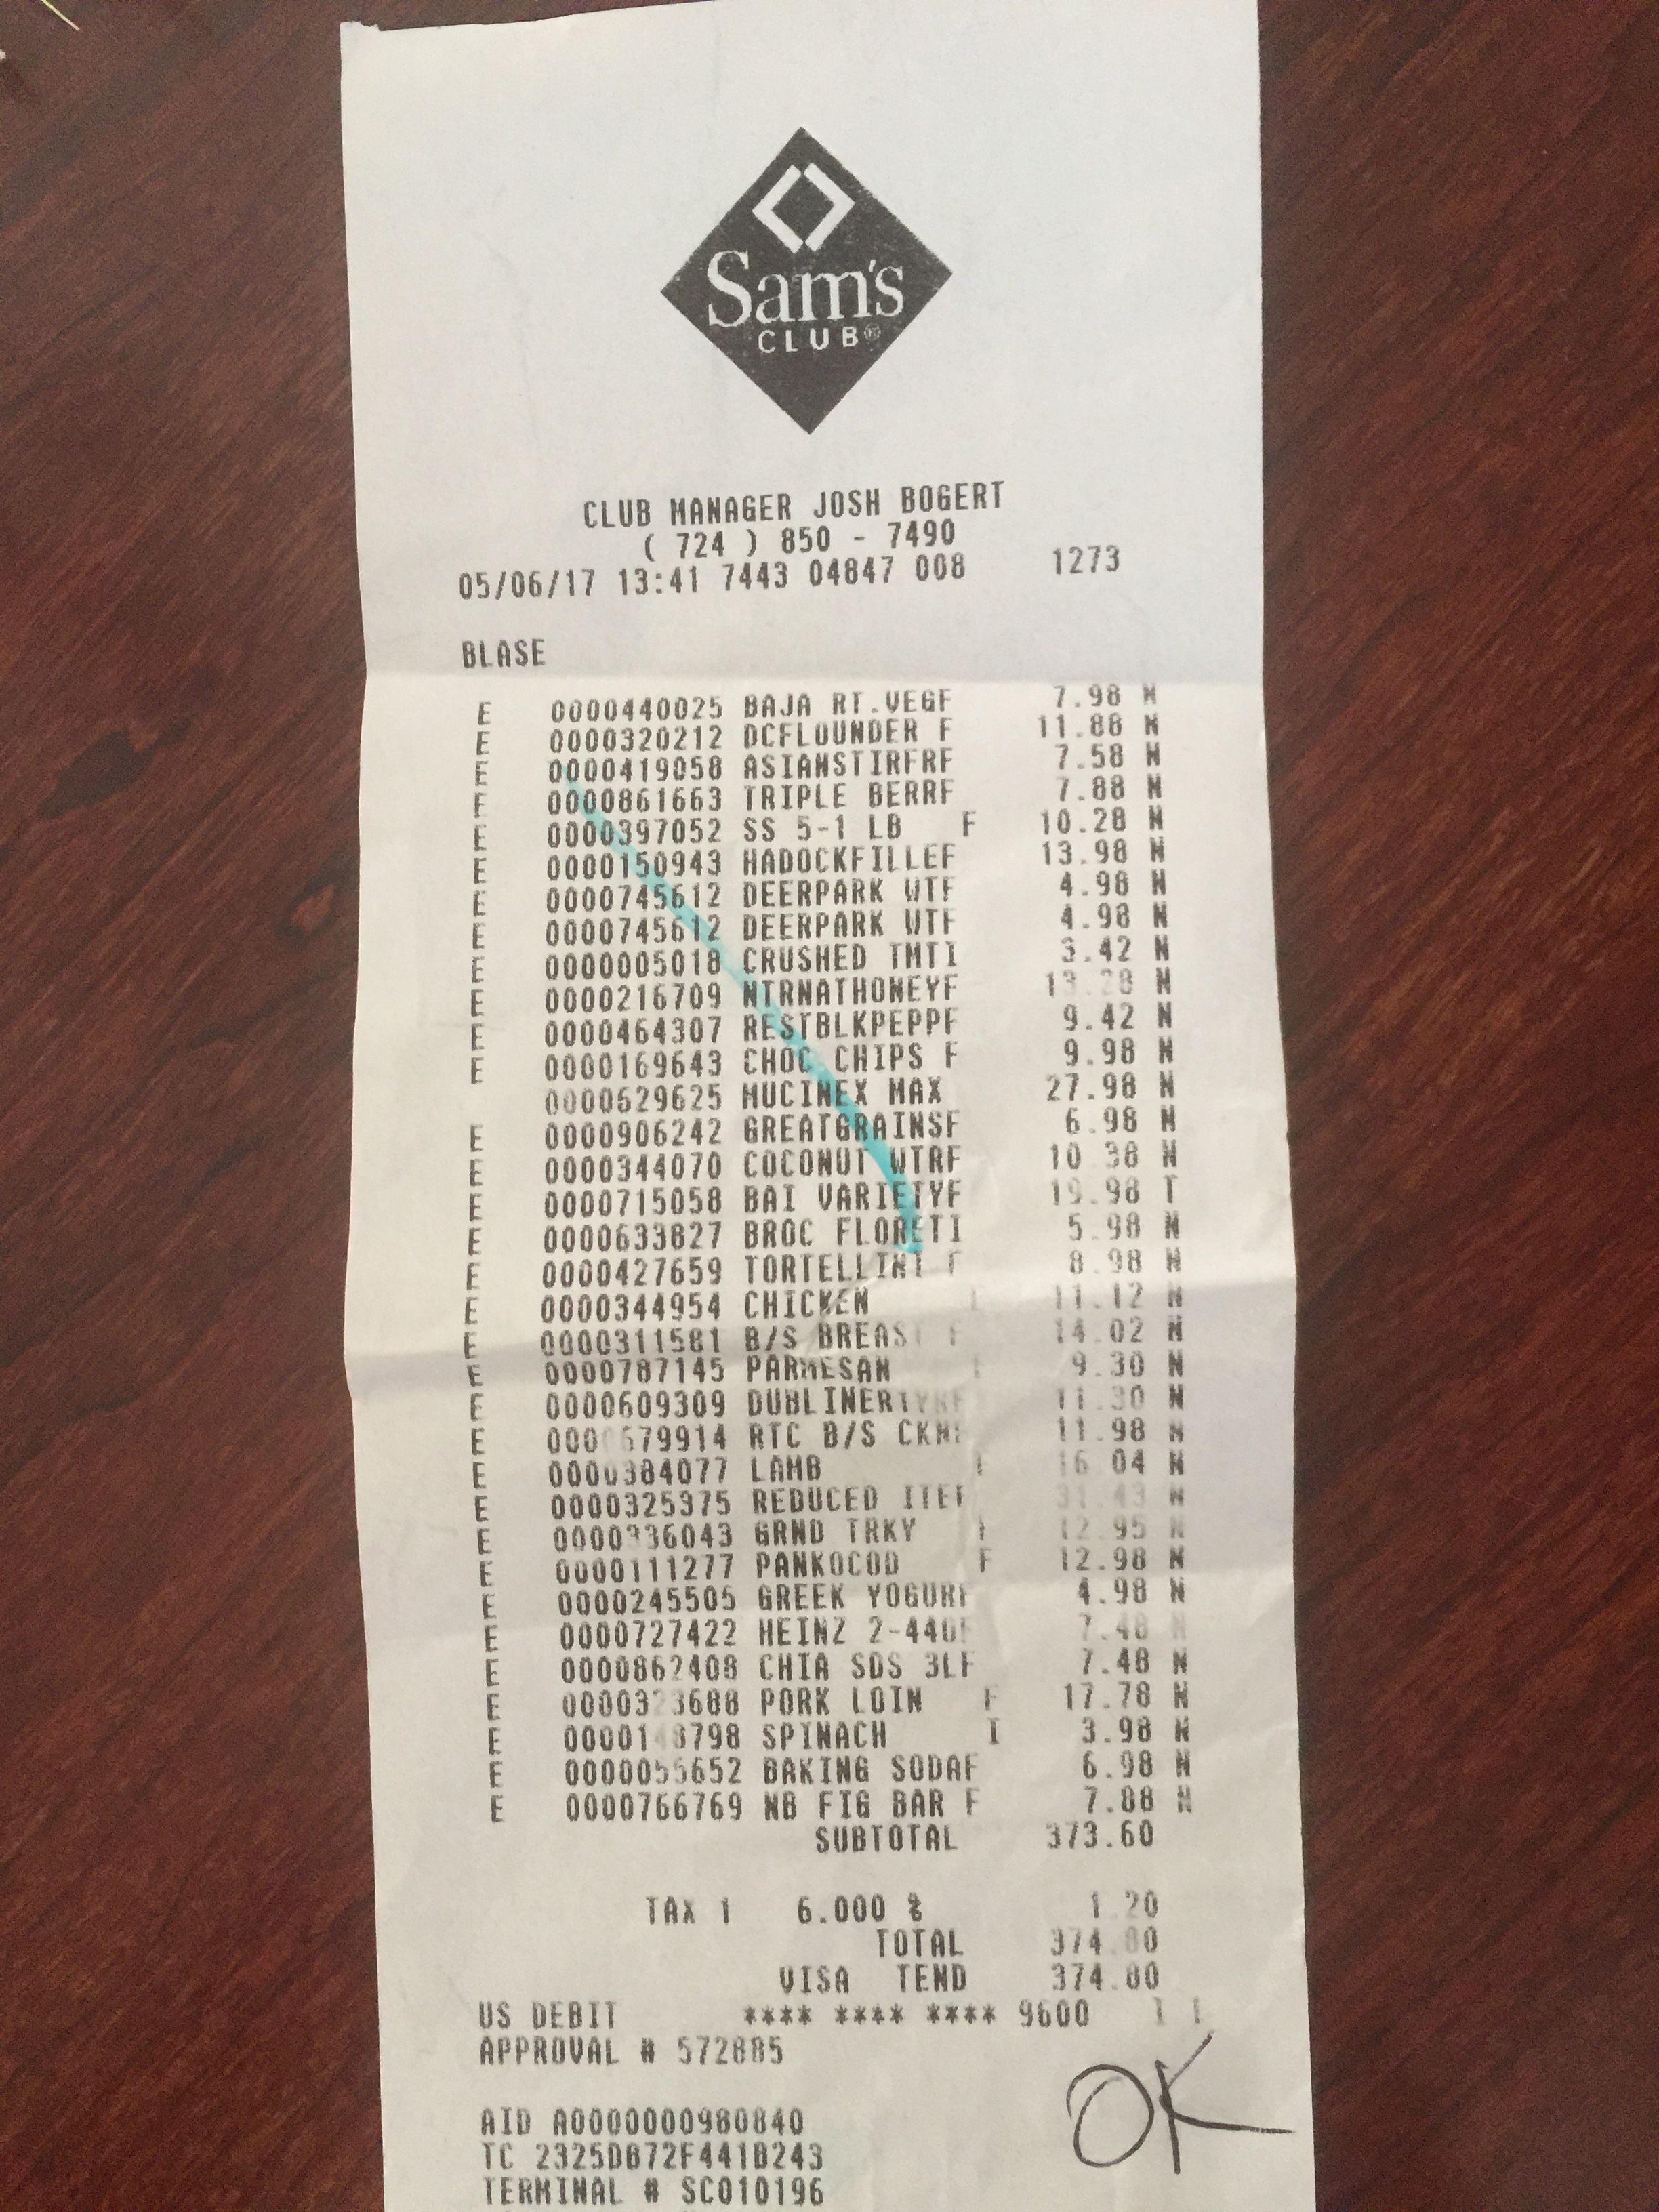 Sam's
CLUB®
CLUB MANAGER JOSH BOGERT
( 724 ) 850 - 7490
05/06/17 13:41 7443 04847 008 1273
BLASE
E 0000440025 BAJA RT.VEGF 7.98 N
E 0000320212 DCFLOUNDER F 11.88 N
E 0000419058 ASIANSTIRFRF 7.58 N
E 0000861663 TRIPLE BERRF 7.88 N
E 0000397052 SS 5-1 LB F 10.28 N
E 0000150943 HADOCKFILLEF 13.98 N
E 0000745612 DEERPARK WTF 4.98 N
E 0000745612 DEERPARK WTF 4.98 N
E 0000005018 CRUSHED TMTI 3.42 N
E 0000216709 NTRNATHONEYF 13.28 N
E 0000464307 RESTBLKPEPPF 9.42 N
E 0000169643 CHOC CHIPS F 9.98 N
0000629625 MUCINEX MAX 27.98 N
E 0000906242 GREATGRAINSF 6.98 N
E 0000344070 COCONUT WTRF 10.38 N
E 0000715058 BAI VARIETYF 19.98 T
E 0000633827 BROC FLORETI 5.98 N
E 0000427659 TORTELLINI F 8.98 N
E 0000344954 CHICKEN 11.12 N
E 0000311581 B/S BREAST F 14.02 N
E 0000787145 PARMESAN 9.30 N
E 0000609309 11.30 N
E RTC B/S 11.98 N
E 0000384077 LAMB 16.04 N
E 0000325375 REDUCED 31.43 N
E 0000336043 GRND TRKY 12.95 N
E 0000111277 PANKOCOD F 12.98 N
E 0000245505 GREEK YOGURF 4.98 N
E 0000727422 HEINZ 7.48 N
E 0000862408 CHIA SDS 3LF 7.48 N
E PORK LOIN F 17.78 N
E SPINACH I 3.98 N
E 0000055652 BAKING SODAF 6.98 N
E 0000766769 NB FIG BAR F 7.88 N
SUBTOTAL 373.60
TAX 1 6.000 % 1.20
TOTAL 374.80
VISA TEND 374.80
US DEBIT **** **** **** 9600
APPROVAL # 572885
OK
AID A0000000980840
TC 2325DB72F441B243
TERMINAL # SC010196